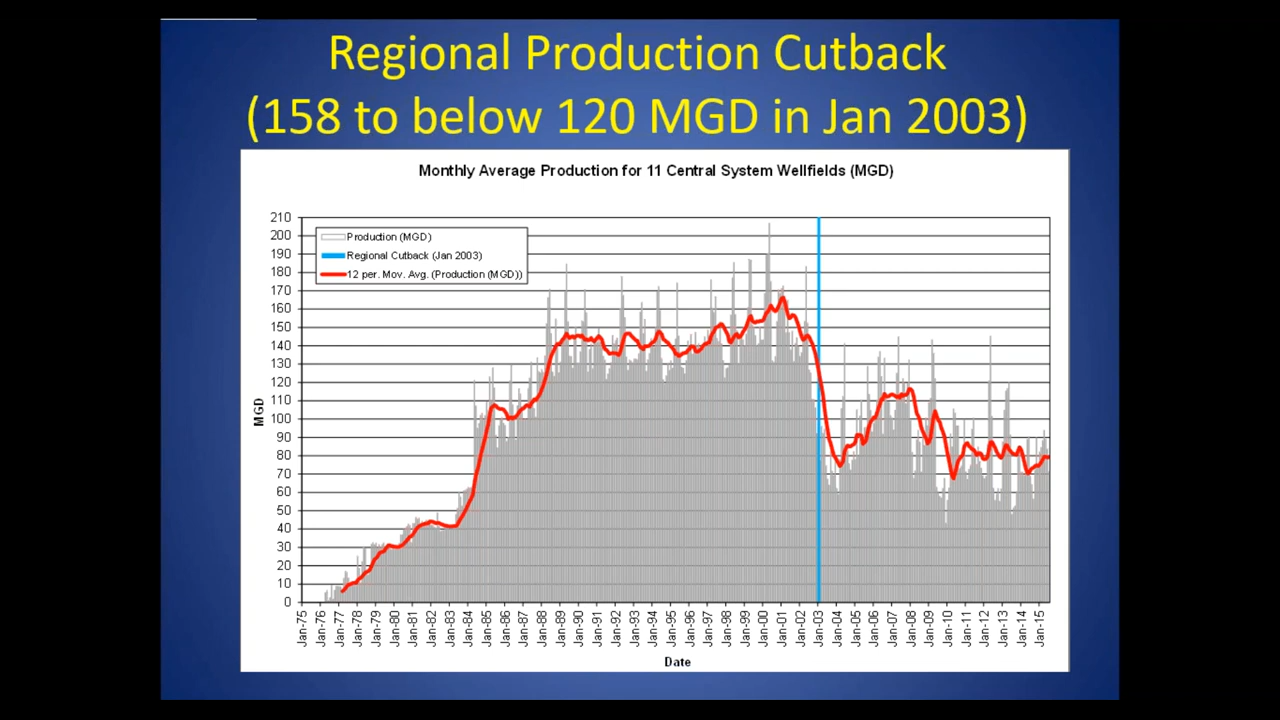 Regional Production Cutback
(158 to below 120 MGD in Jan 2003)
Monthly Average Production for 11 Central System Wellfields (MGD)
210
200
190
180
170
160
150
140
130
120
110
100
90
80
70
60
50
40
30
20
10
0
MGD
Production (MGD)
Regional Cutback (Jan 2003)
12 per. Mov. Avg. (Production (MGD))
Jan-75
Jan-76
Jan-77
Jan-78
Jan-79
Jan-80
Jan-81
Jan-82
Jan-83
Jan-84
Jan-85
Jan-86
Jan-87
Jan-88
Jan-89
Jan-90
Jan-91
Jan-92
Jan-93
Jan-94
Jan-95
Jan-96
Jan-97
Jan-98
Jan-99
Jan-00
Jan-01
Jan-02
Jan-03
Jan-04
Jan-05
Jan-06
Jan-07
Jan-08
Jan-09
Jan-10
Jan-11
Jan-12
Jan-13
Jan-14
Jan-15
Date